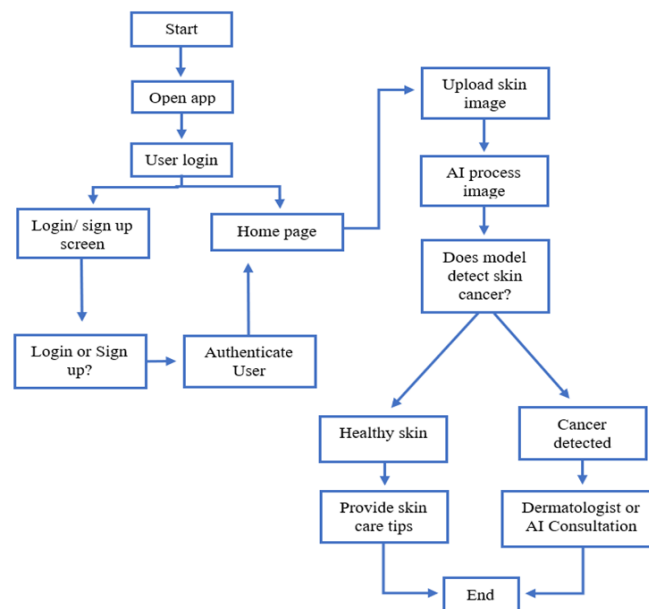 Start
Open app
User login
Login/ sign up
screen
Home page
Login or Sign
up?
Authenticate
User
Upload skin
image
AI process
image
Does model
detect skin
cancer?
Healthy skin
Cancer
detected
Provide skin
care tips
Dermatologist or
AI Consultation
End